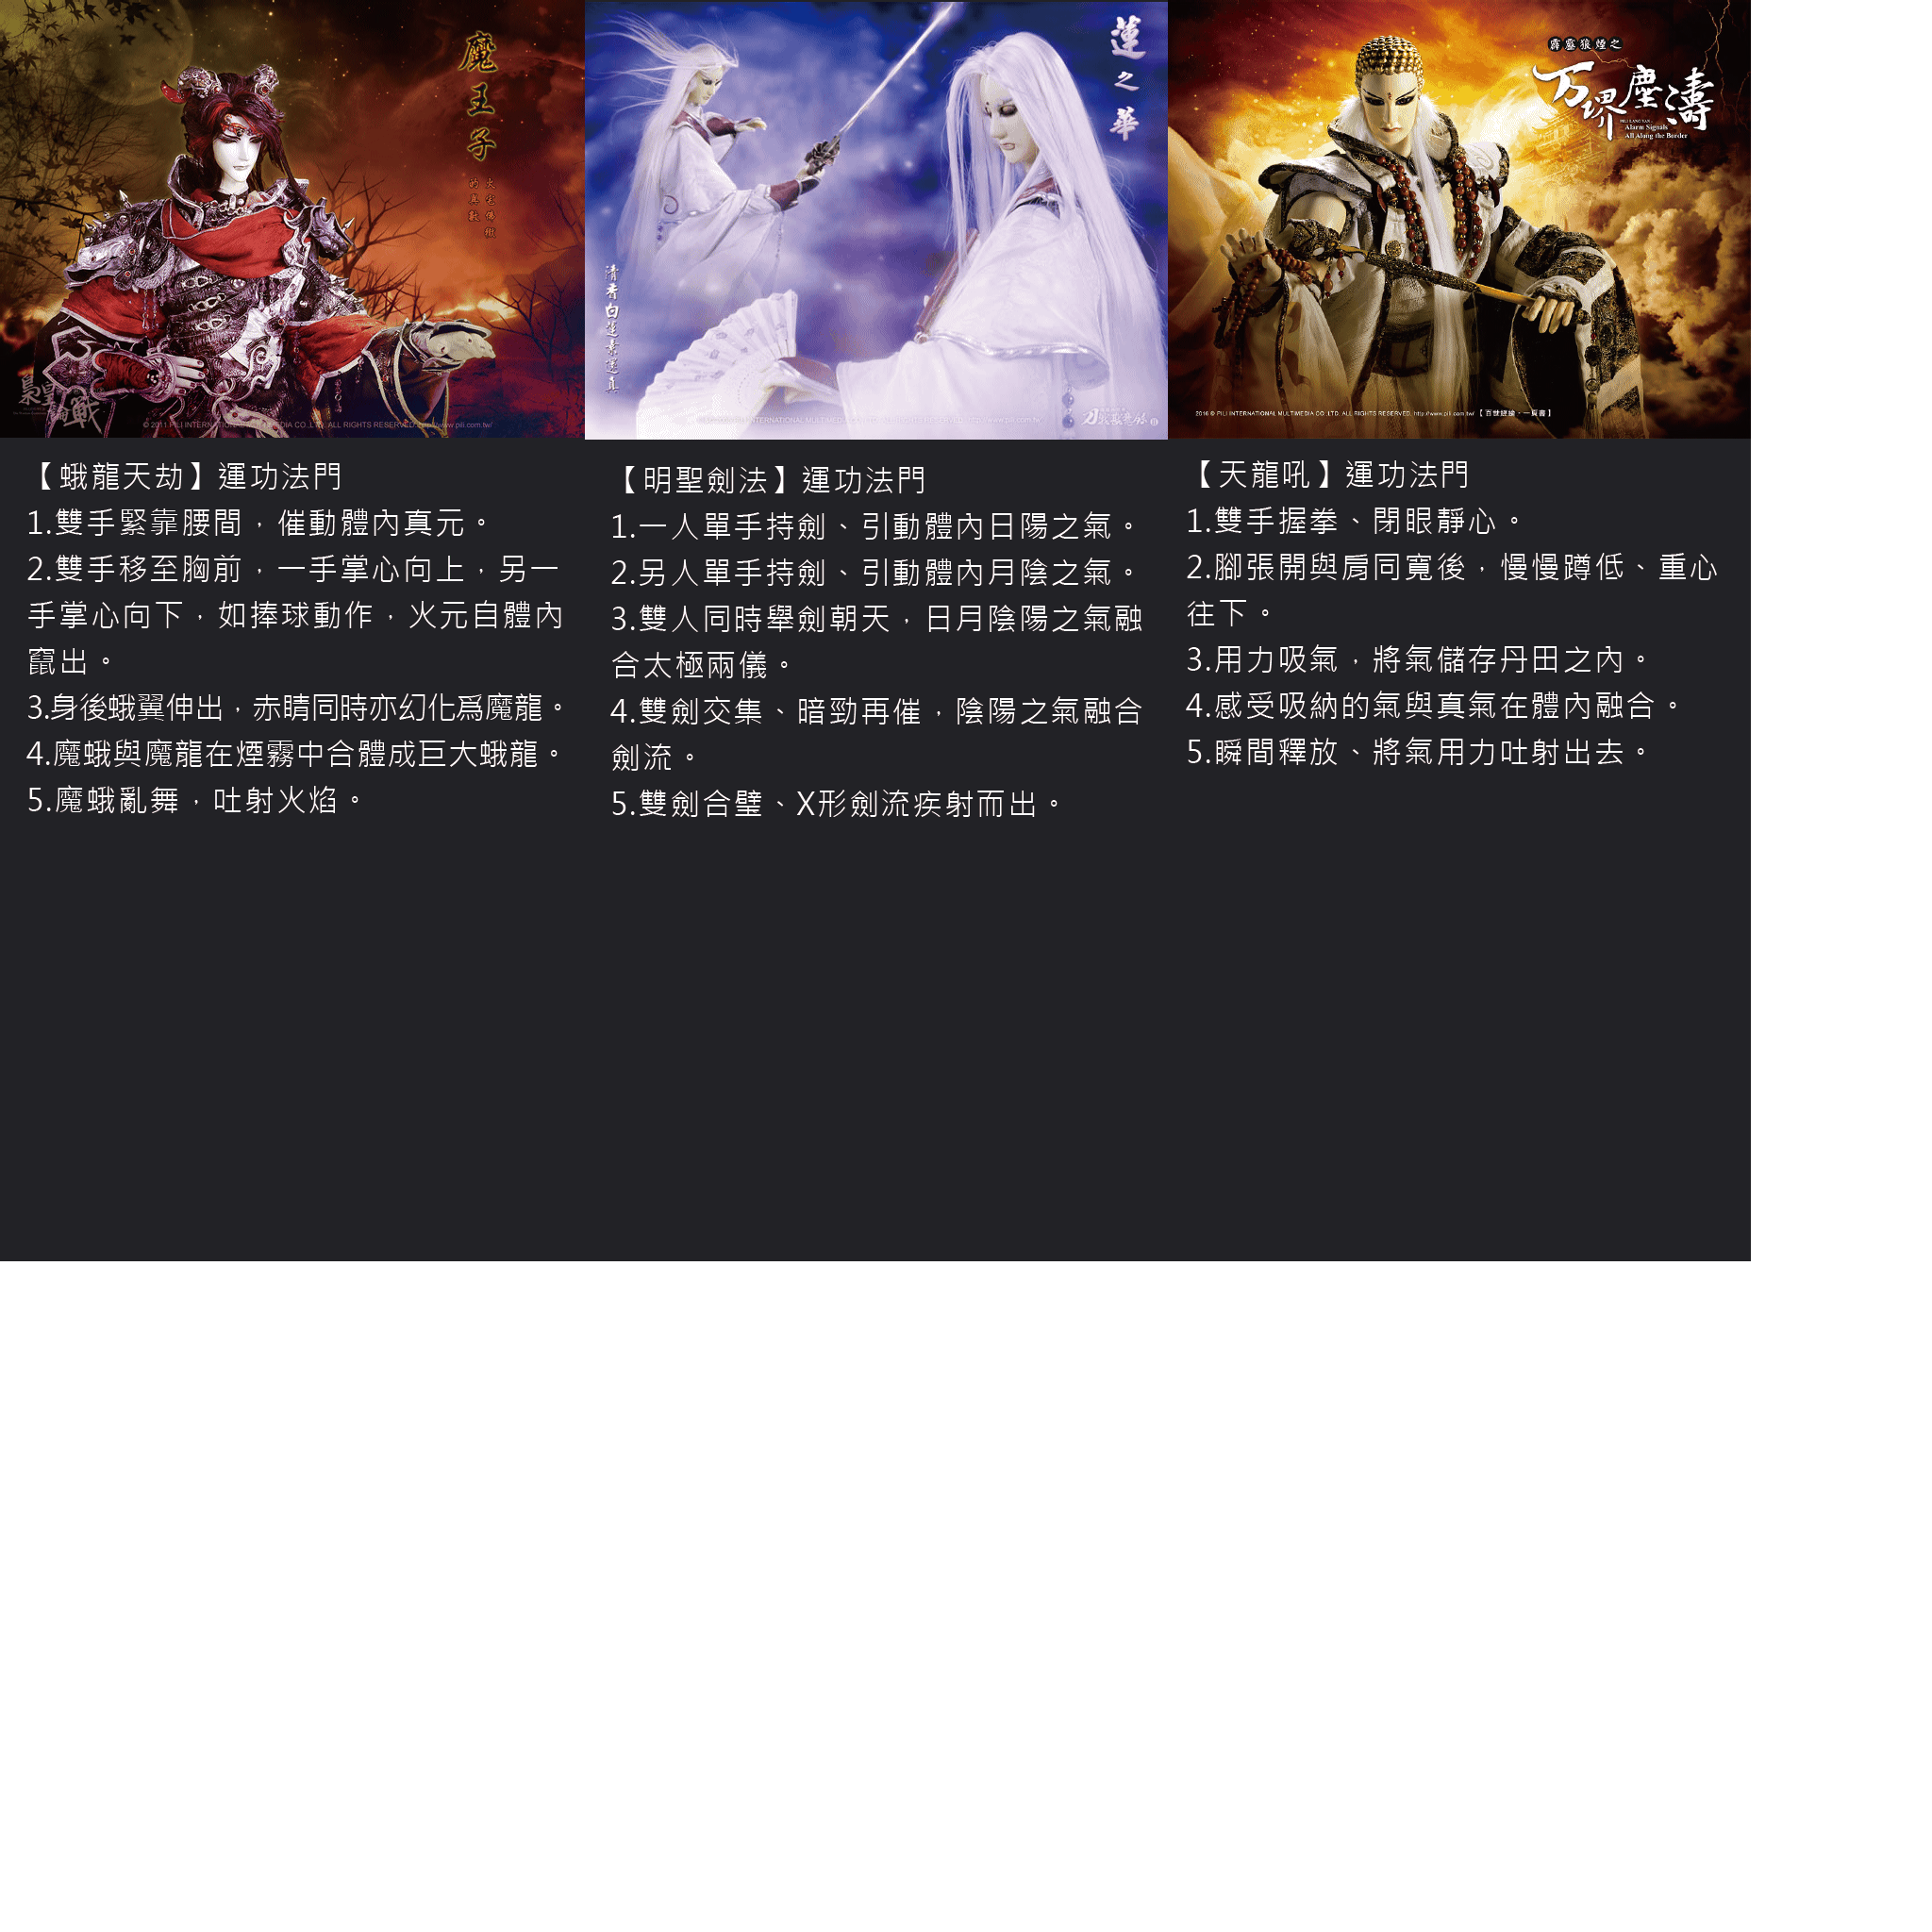 魔王子
火宅佛獄
的真數
梟皇論戰
© 2011 PILI INTERNATIONAL MULTIMEDIA CO.,LTD. ALL RIGHTS RESERVED. http://www.pili.com.tw/
【蛾龍天劫】運功法門
1.雙手緊靠腰間，催動體內真元。
2.雙手移至胸前，一手掌心向上，另一
手掌心向下，如捧球動作，火元自體內
竄出。
3.身後蛾翼伸出，赤睛同時亦幻化為魔龍。
4.魔蛾與魔龍在煙霧中合體成巨大蛾龍。
5.魔蛾亂舞，吐射火焰。
蓮之華
清香白蓮素還真
INTERNATIONAL MULTIMEDIA CO.,LTD. ALL RIGHTS RESERVED. http://www.pili.com.tw/
【明聖劍法】運功法門
1.一人單手持劍、引動體內日陽之氣。
2.另人單手持劍、引動體內月陰之氣。
3.雙人同時舉劍朝天，日月陰陽之氣融
合太極兩儀。
4.雙劍交集、暗勁再催，陰陽之氣融合
劍流。
5.雙劍合璧、X形劍流疾射而出。
霹靂狼煙之
万堺塵濤
PILI LANG YAN :
Alarm Signals
All Along the Border
2016 © PILI INTERNATIONAL MULTIMEDIA CO.,LTD. ALL RIGHTS RESERVED. http://www.pili.com.tw/【百世經綸・一頁書】
【天龍吼】運功法門
1.雙手握拳、閉眼靜心。
2.腳張開與肩同寬後，慢慢蹲低、重心
往下。
3.用力吸氣，將氣儲存丹田之內。
4.感受吸納的氣與真氣在體內融合。
5.瞬間釋放、將氣用力吐射出去。